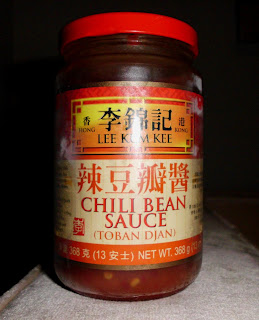 香 李錦記 港
HONG LEE KUM KEE KONG
辣豆瓣醬
CHILI BEAN
SAUCE
(TOBAN DJAN)
368 克 (13 安士) NET WT. 368 g